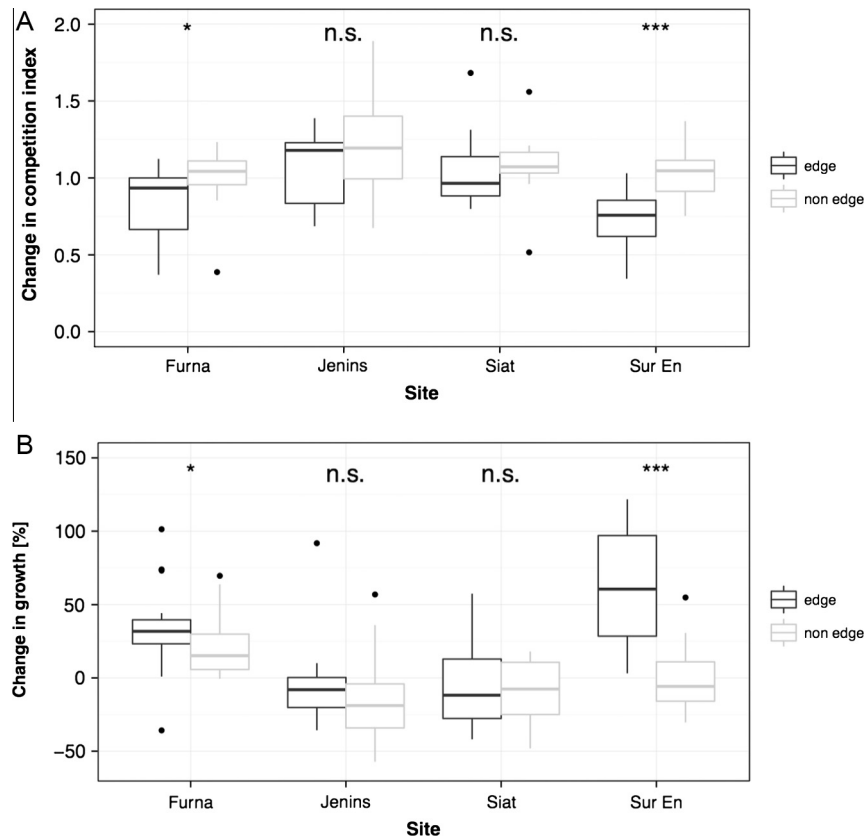 A
Change in competition index
2.0
1.5
1.0
0.5
0.0
* n.s. n.s. ***
Furna Jenins Siat Sur En
Site
edge
non edge
B
Change in growth [%]
150
100
50
0
−50
* n.s. n.s. ***
Furna Jenins Siat Sur En
Site
edge
non edge